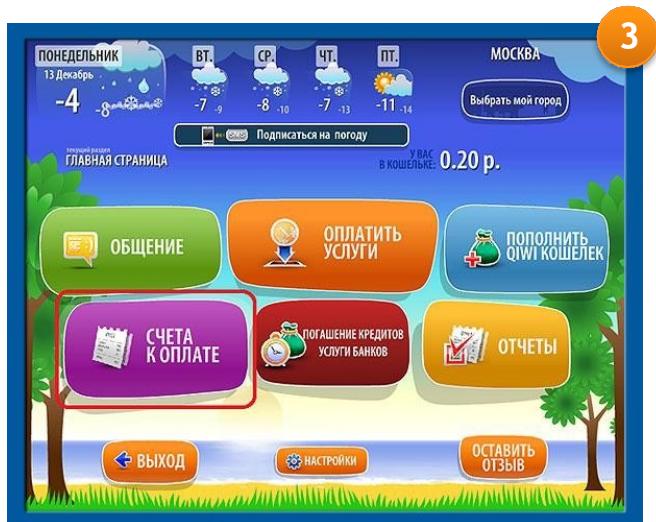 3
ПОНЕДЕЛЬНИК
13 Декабрь
-4 -8
ВТ.
-7 -9
СР.
-8 -10
ЧТ.
-7 -13
ПТ.
-11 -14
МОСКВА
Выбрать мой город
SMS Подписаться на погоду
текущий раздел
ГЛАВНАЯ СТРАНИЦА
У ВАС
В КОШЕЛЬКЕ: 0.20 р.
ОБЩЕНИЕ
ОПЛАТИТЬ
УСЛУГИ
ПОПОЛНИТЬ
QIWI КОШЕЛЕК
СЧЕТА
К ОПЛАТЕ
ПОГАШЕНИЕ КРЕДИТОВ
УСЛУГИ БАНКОВ
ОТЧЕТЫ
ВЫХОД
НАСТРОЙКИ
ОСТАВИТЬ
ОТЗЫВ